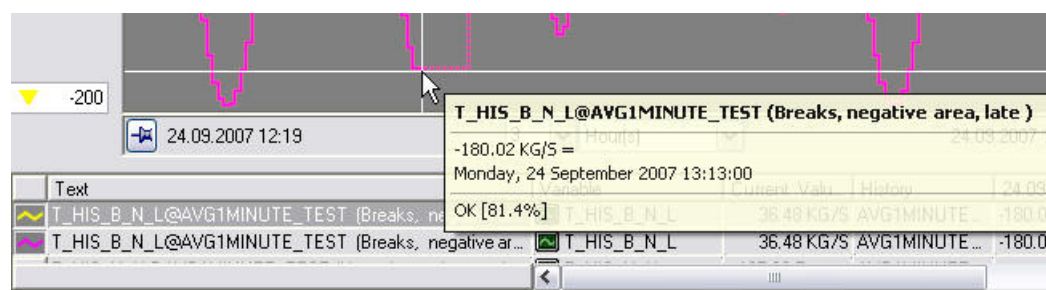 -200
T_HIS_B_N_L@AVG1MINUTE_TEST (Breaks, negative area, late )
24.09.2007 12:19
3 Hour(s) 24.09.2007
-180.02 KG/S =
Monday, 24 September 2007 13:13:00
OK [81.4%]
Text Variable Current Valu History 24.09
T_HIS_B_N_L@AVG1MINUTE_TEST (Breaks, ne T_HIS_B_N_L 36.48 KG/S AVG1MINUTE... -180.0
T_HIS_B_N_L@AVG1MINUTE_TEST (Breaks, negative ar... T_HIS_B_N_L 36.48 KG/S AVG1MINUTE... -180.0